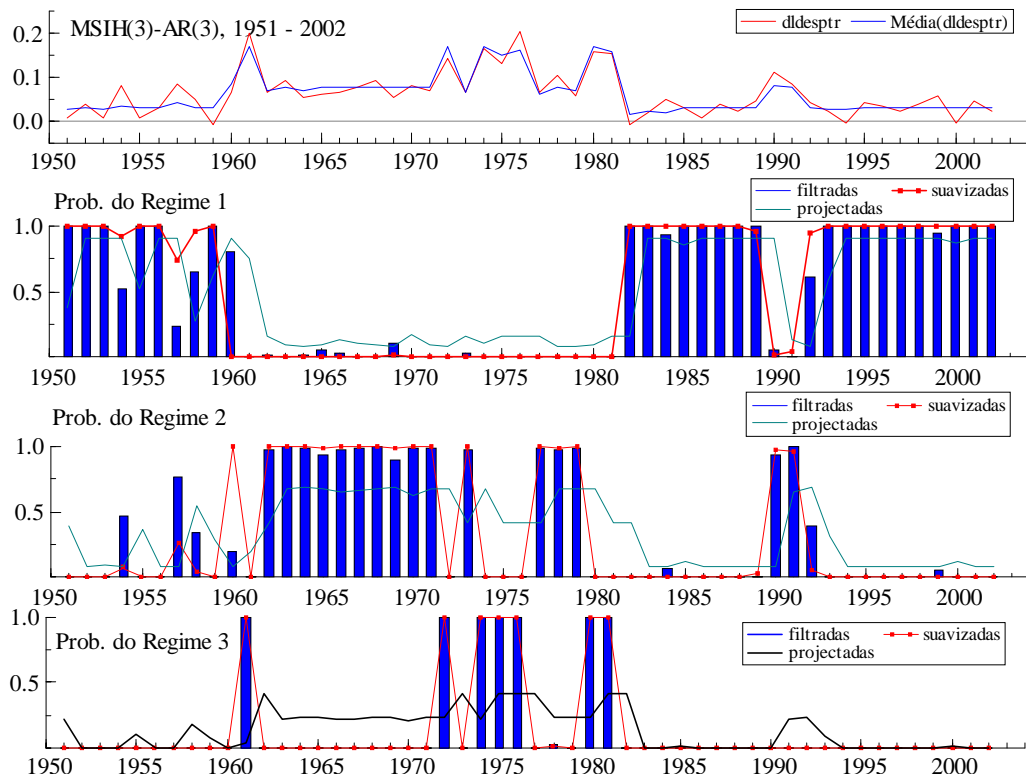 MSIH(3)-AR(3), 1951 - 2002
dldesptr Média(dldesptr)
0.2
0.1
0.0
1950 1955 1960 1965 1970 1975 1980 1985 1990 1995 2000
Prob. do Regime 1
filtradas suavizadas
projectadas
1.0
0.5
1950 1955 1960 1965 1970 1975 1980 1985 1990 1995 2000
Prob. do Regime 2
filtradas suavizadas
projectadas
1.0
0.5
1950 1955 1960 1965 1970 1975 1980 1985 1990 1995 2000
1.0
Prob. do Regime 3
filtradas suavizadas
projectadas
0.5
1950 1955 1960 1965 1970 1975 1980 1985 1990 1995 2000